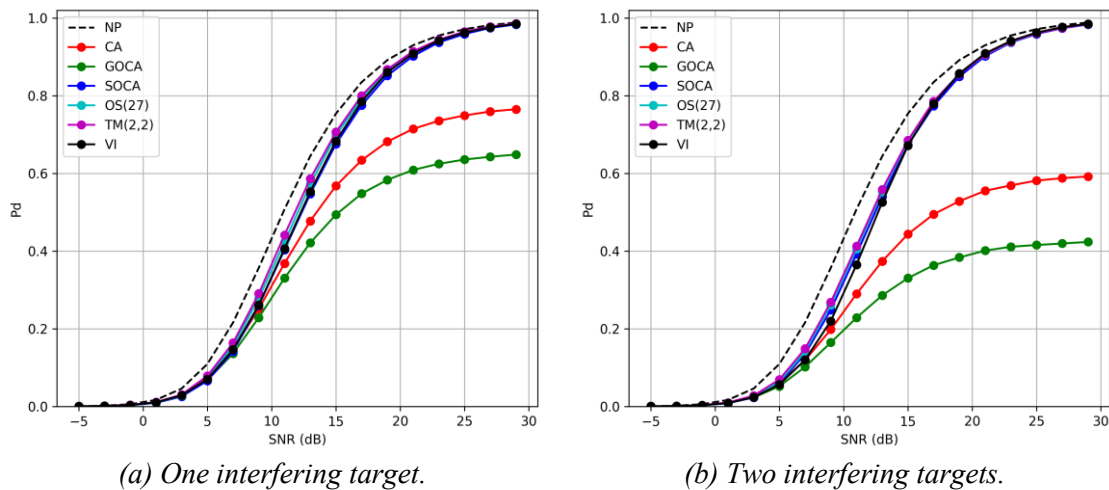 1.0
0.8
0.6
0.4
0.2
0.0
Pd
NP
CA
GOCA
SOCA
OS(27)
TM(2,2)
VI
−5 0 5 10 15 20 25 30
SNR (dB)
(a) One interfering target.
1.0
0.8
0.6
0.4
0.2
0.0
Pd
NP
CA
GOCA
SOCA
OS(27)
TM(2,2)
VI
−5 0 5 10 15 20 25 30
SNR (dB)
(b) Two interfering targets.